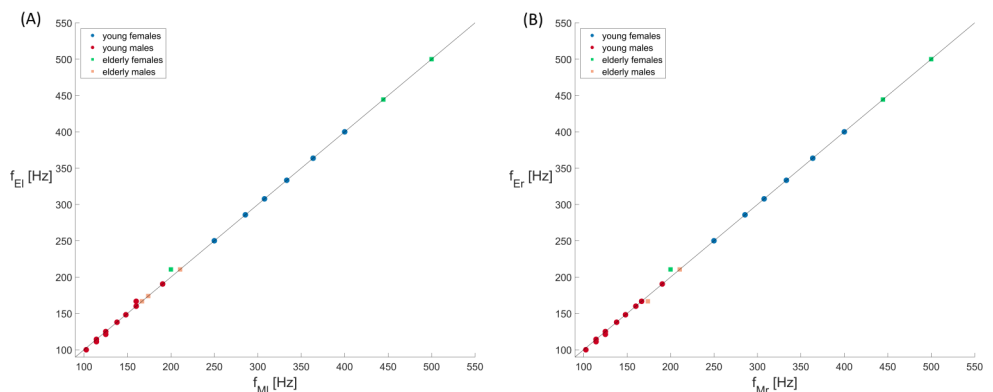 (A)
550
500
450
400
350
300
250
200
150
100
f_El [Hz]
young females
young males
elderly females
elderly males
100 150 200 250 300 350 400 450 500 550
f_Ml [Hz]
(B)
550
500
450
400
350
300
250
200
150
100
f_Er [Hz]
young females
young males
elderly females
elderly males
100 150 200 250 300 350 400 450 500 550
f_Mr [Hz]